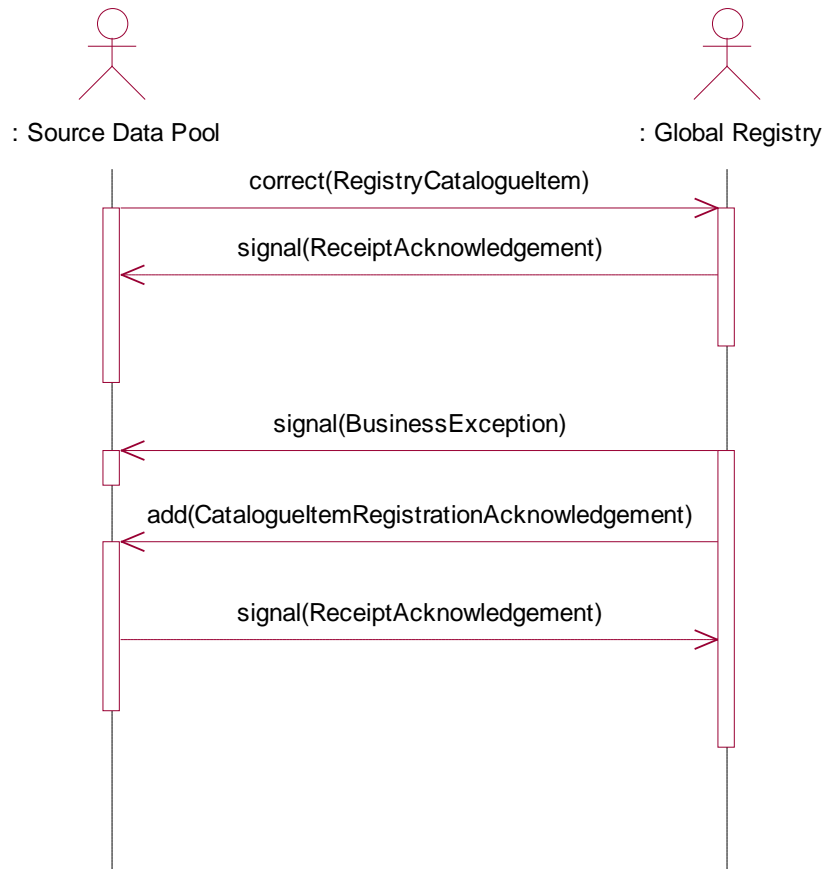 : Source Data Pool
: Global Registry
correct(RegistryCatalogueItem)
signal(ReceiptAcknowledgement)
signal(BusinessException)
add(CatalogueItemRegistrationAcknowledgement)
signal(ReceiptAcknowledgement)